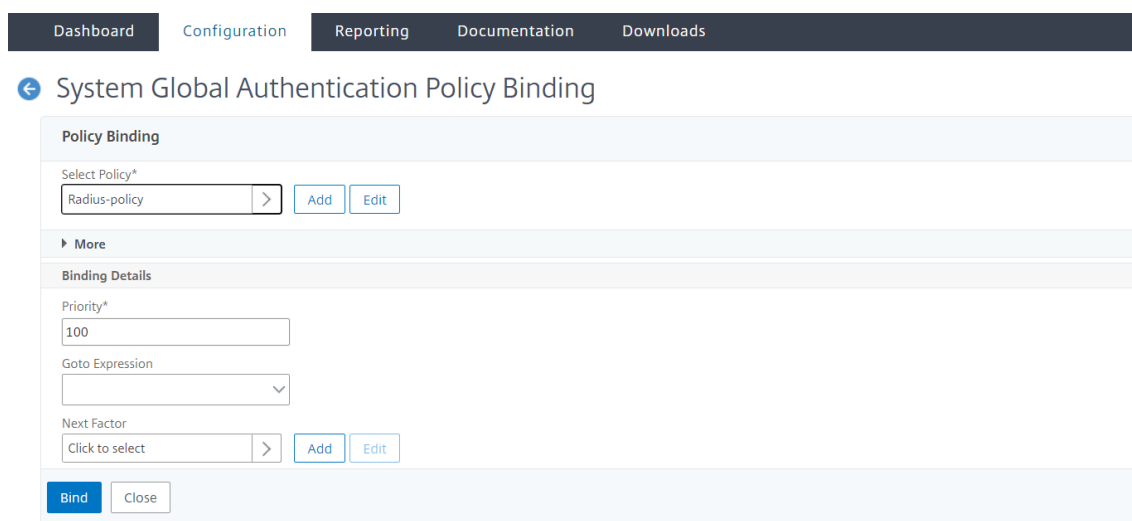 Dashboard Configuration Reporting Documentation Downloads
System Global Authentication Policy Binding
Policy Binding
Select Policy*
Radius-policy Add Edit
More
Binding Details
Priority*
100
Goto Expression
Next Factor
Click to select Add Edit
Bind Close